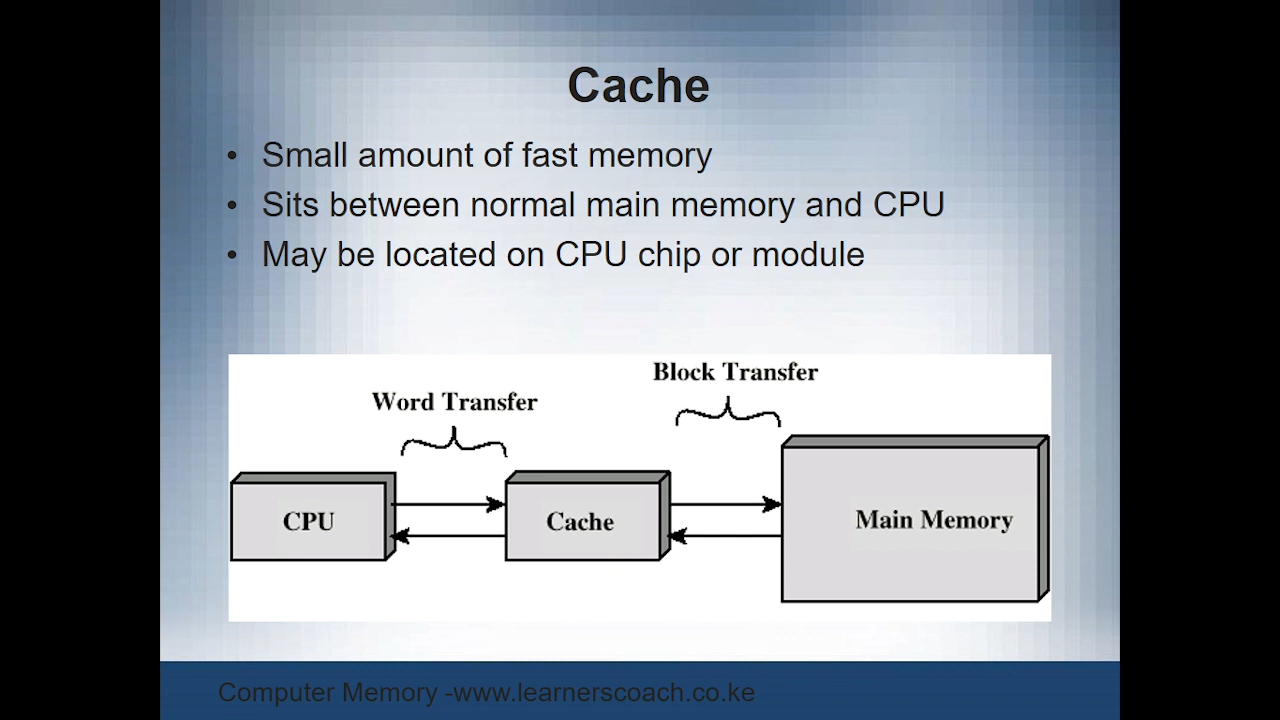 Cache
• Small amount of fast memory
• Sits between normal main memory and CPU
• May be located on CPU chip or module
Block Transfer
Word Transfer
CPU
Cache
Main Memory
Computer Memory -www.learnerscoach.co.ke